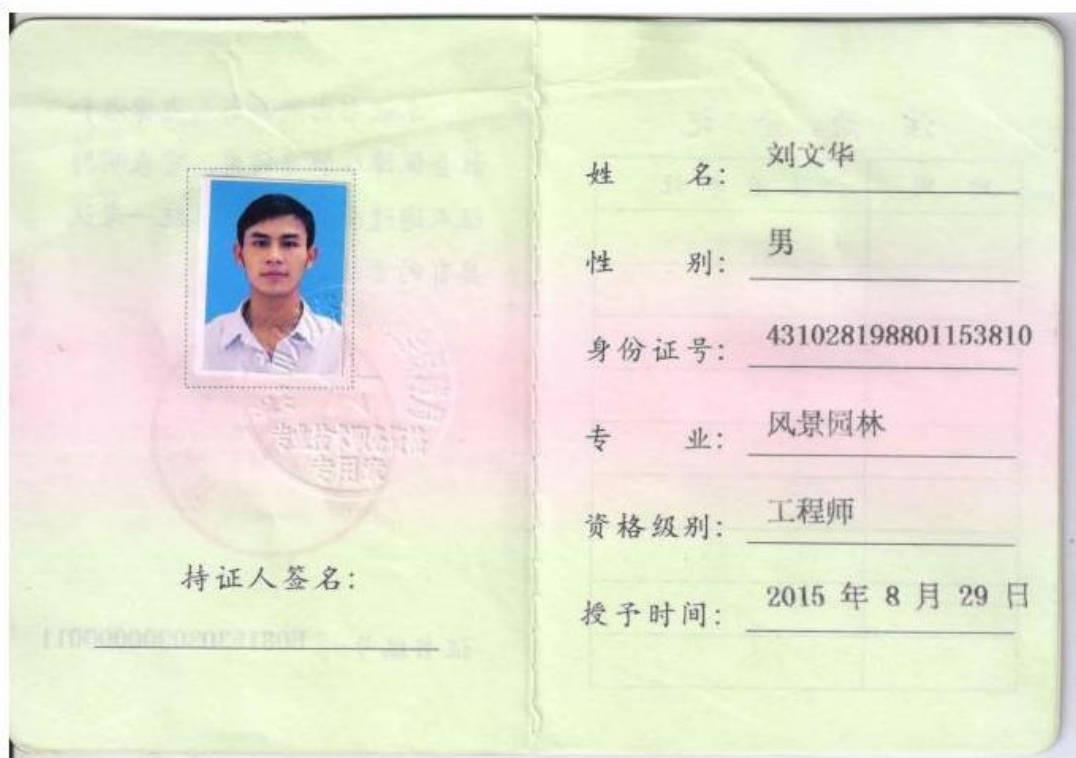 持证人签名:
姓 名: 刘文华
性 别: 男
身份证号: 431028198801153810
专 业: 风景园林
资格级别: 工程师
授予时间: 2015 年 8 月 29 日